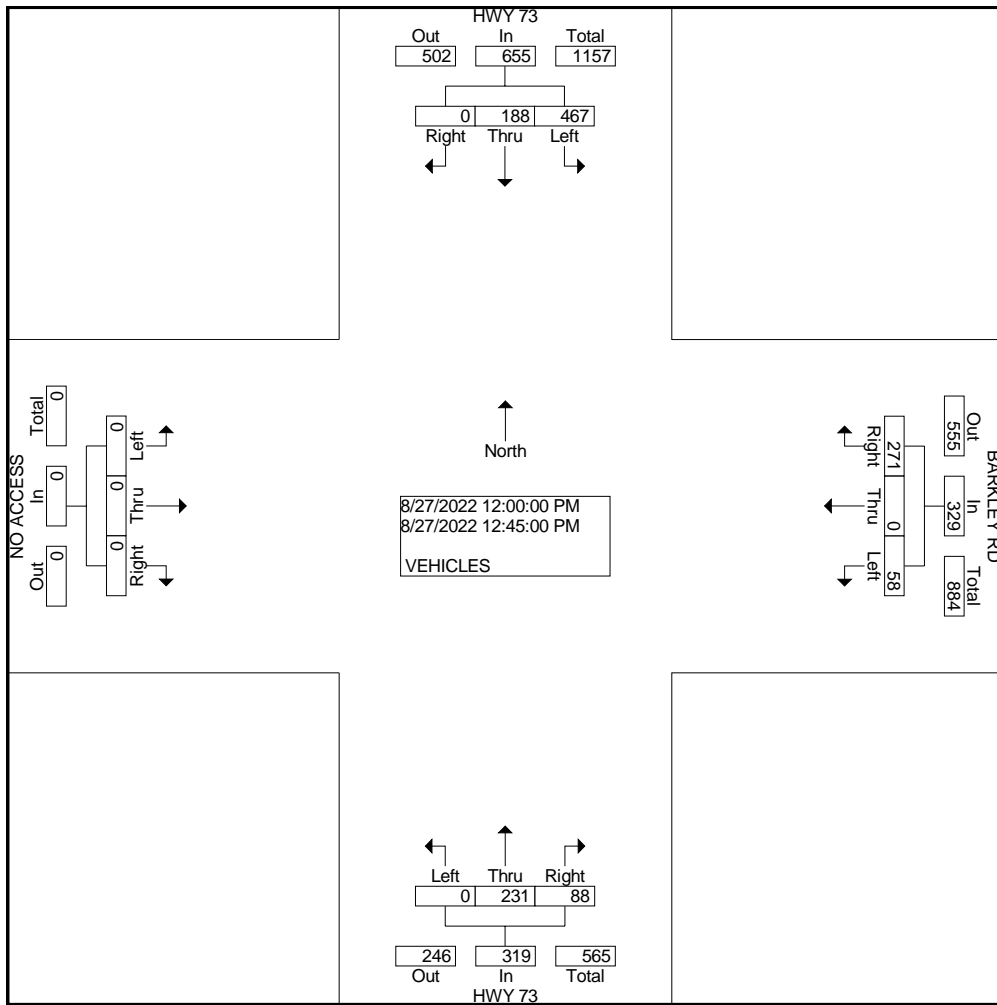 HWY 73
Out In Total
502 655 1157
0 188 467
Right Thru Left
NO ACCESS
Total In Out
0 0 0
0 0 0
Left Thru Right
North
8/27/2022 12:00:00 PM
8/27/2022 12:45:00 PM
VEHICLES
BARKLEY RD
Out In Total
555 329 884
271 0 58
Right Thru Left
Left Thru Right
0 231 88
246 319 565
Out In Total
HWY 73